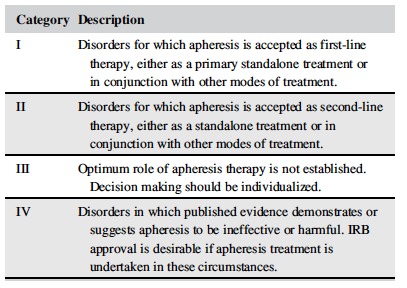 Category Description
I Disorders for which apheresis is accepted as first-line
therapy, either as a primary standalone treatment or
in conjunction with other modes of treatment.
II Disorders for which apheresis is accepted as second-line
therapy, either as a standalone treatment or in
conjunction with other modes of treatment.
III Optimum role of apheresis therapy is not established.
Decision making should be individualized.
IV Disorders in which published evidence demonstrates or
suggests apheresis to be ineffective or harmful. IRB
approval is desirable if apheresis treatment is
undertaken in these circumstances.